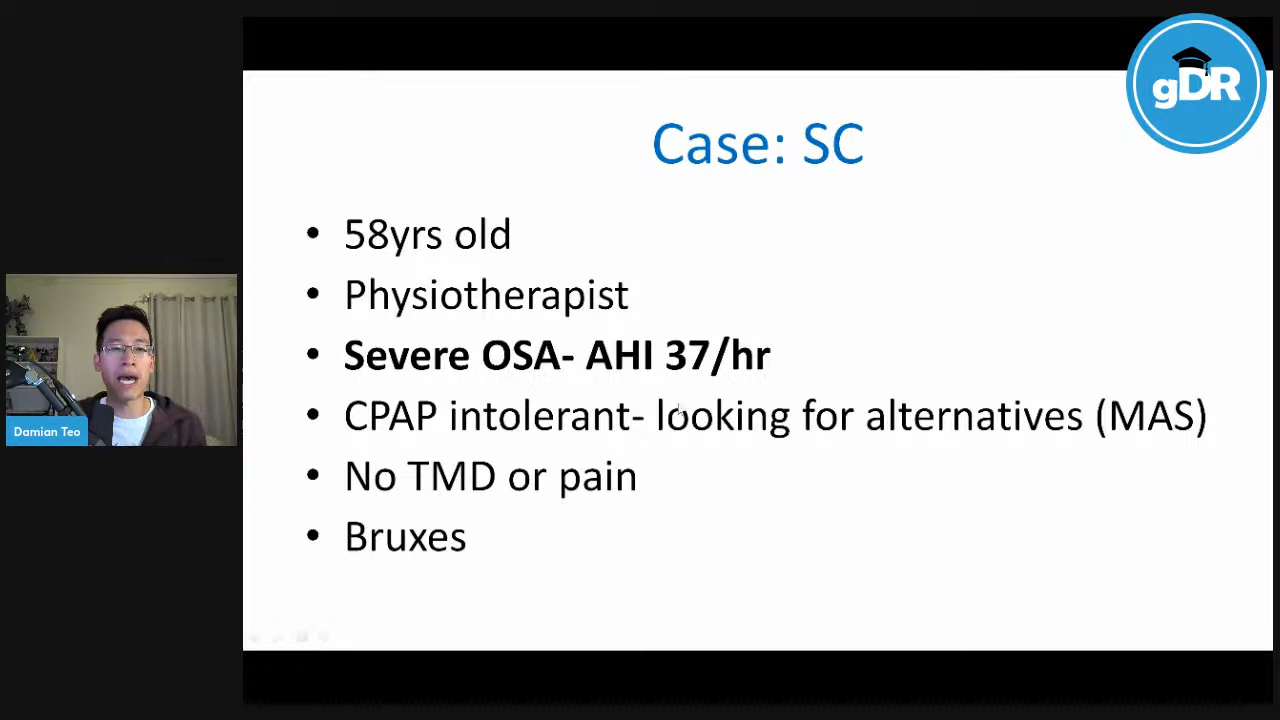 gDR
Case: SC
• 58yrs old
• Physiotherapist
• Severe OSA- AHI 37/hr
• CPAP intolerant- looking for alternatives (MAS)
• No TMD or pain
• Bruxes
Damian Teo